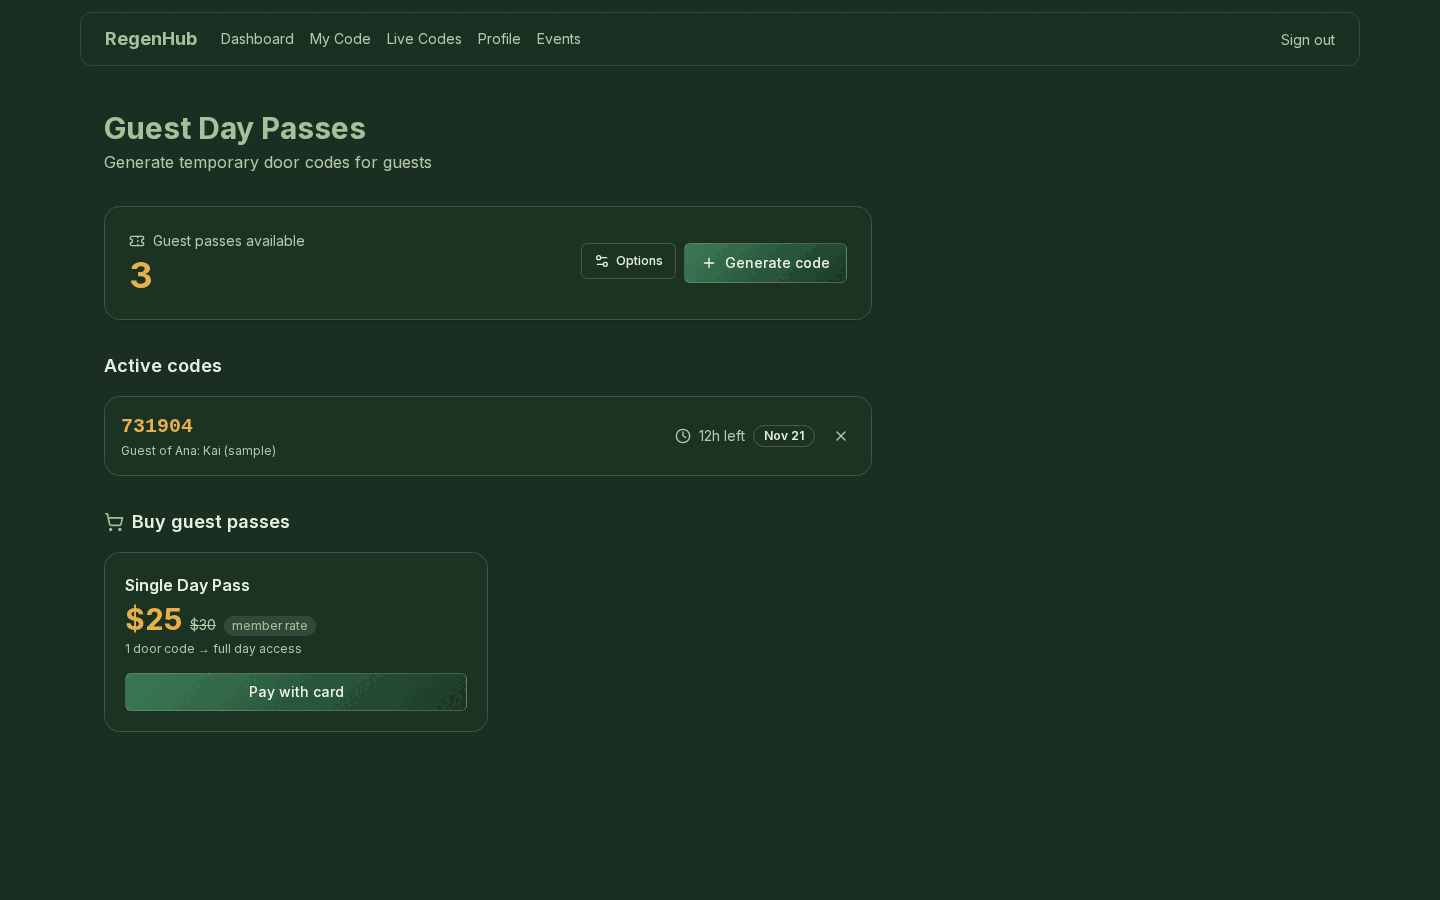 RegenHub Dashboard My Code Live Codes Profile Events Sign out
Guest Day Passes
Generate temporary door codes for guests
Guest passes available
3
Options
Generate code
Active codes
731904
Guest of Ana: Kai (sample)
12h left Nov 21
Buy guest passes
Single Day Pass
$25 $30 member rate
1 door code → full day access
Pay with card